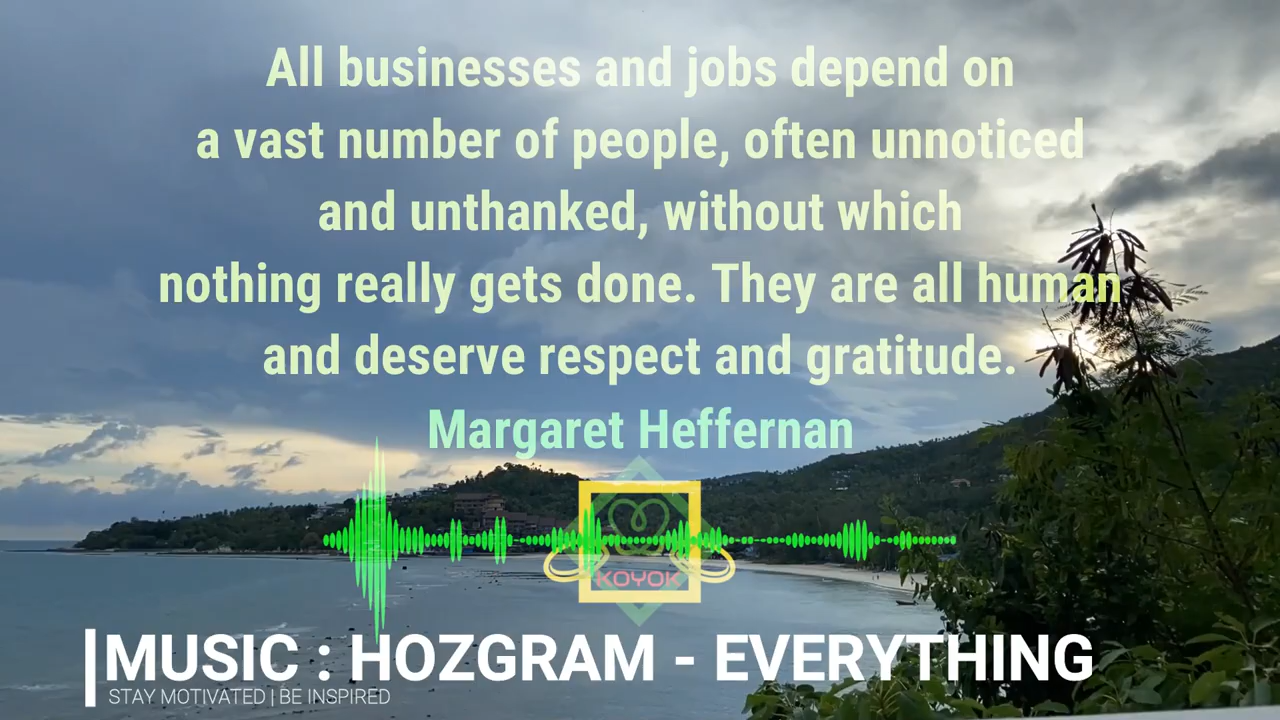 All businesses and jobs depend on
a vast number of people, often unnoticed
and unthanked, without which
nothing really gets done. They are all human
and deserve respect and gratitude.
Margaret Heffernan
KOYOK
MUSIC : HOZGRAM - EVERYTHING
STAY MOTIVATED | BE INSPIRED